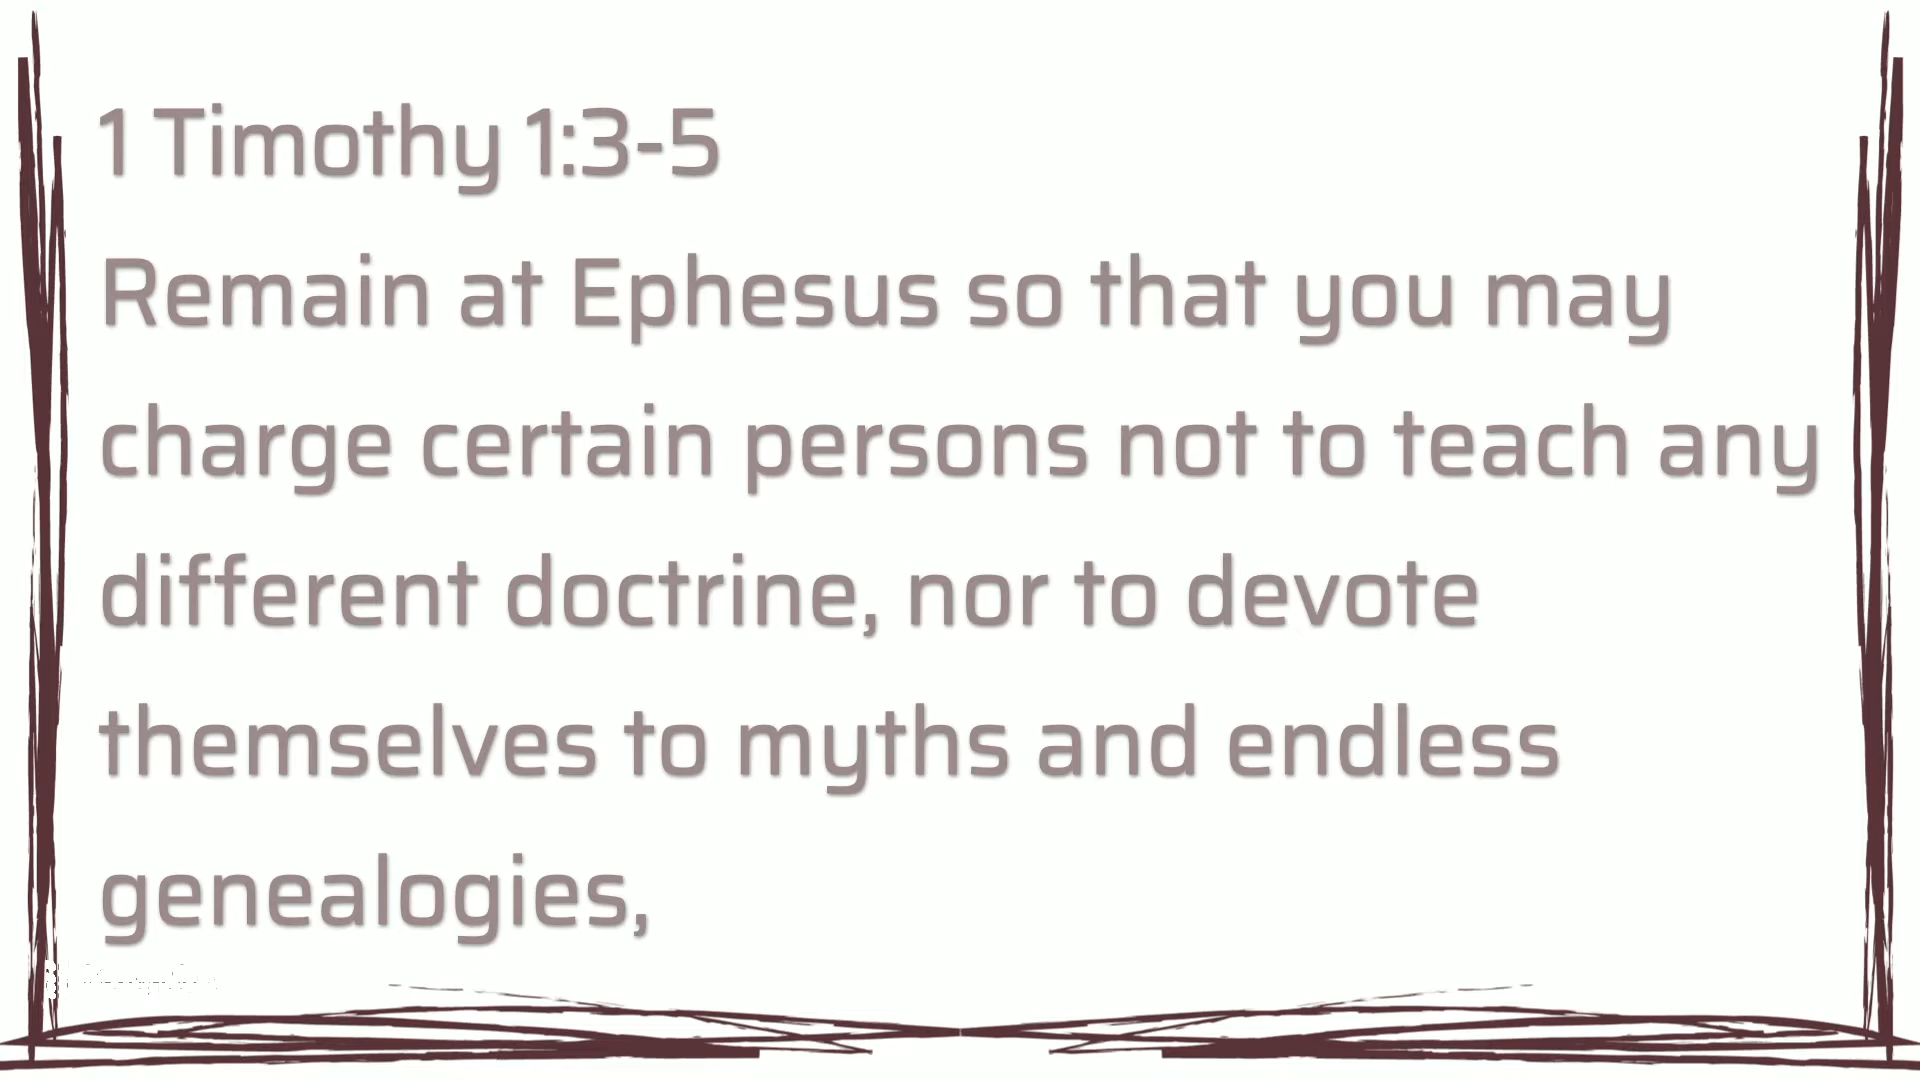 1 Timothy 1:3-5
Remain at Ephesus so that you may
charge certain persons not to teach any
different doctrine, nor to devote
themselves to myths and endless
genealogies,